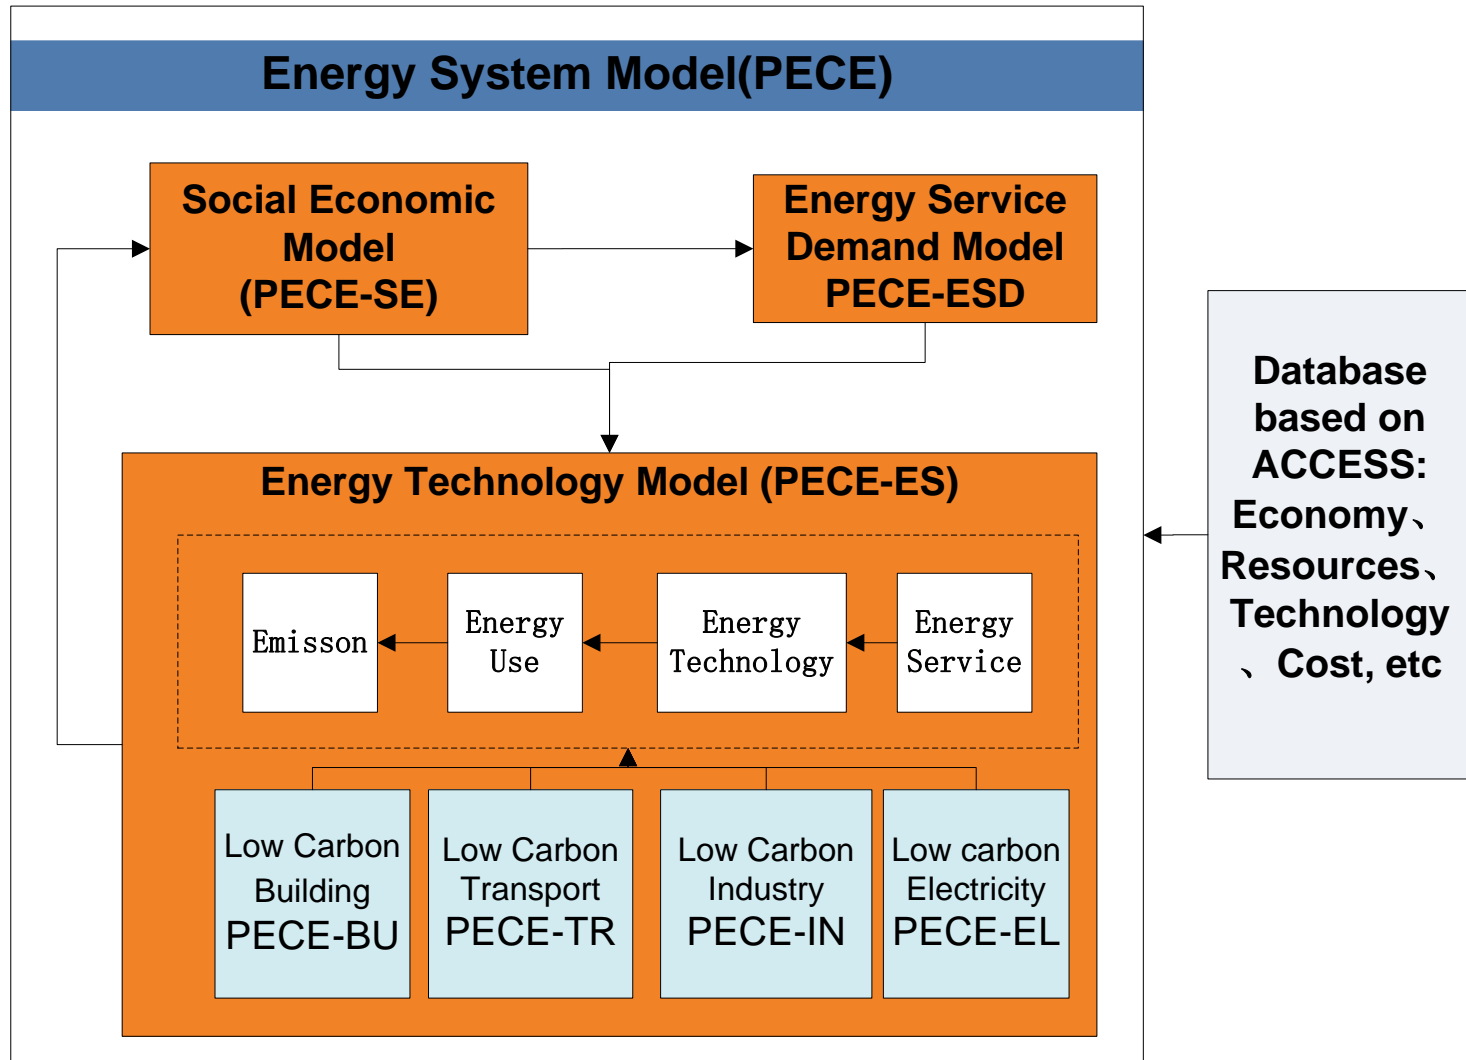 Energy System Model(PECE)
Social Economic
Model
(PECE-SE)
Energy Service
Demand Model
PECE-ESD
Database
based on
ACCESS:
Economy、
Resources、
Technology
、Cost, etc
Energy Technology Model (PECE-ES)
Emisson
Energy
Use
Energy
Technology
Energy
Service
Low Carbon
Building
PECE-BU
Low Carbon
Transport
PECE-TR
Low Carbon
Industry
PECE-IN
Low carbon
Electricity
PECE-EL